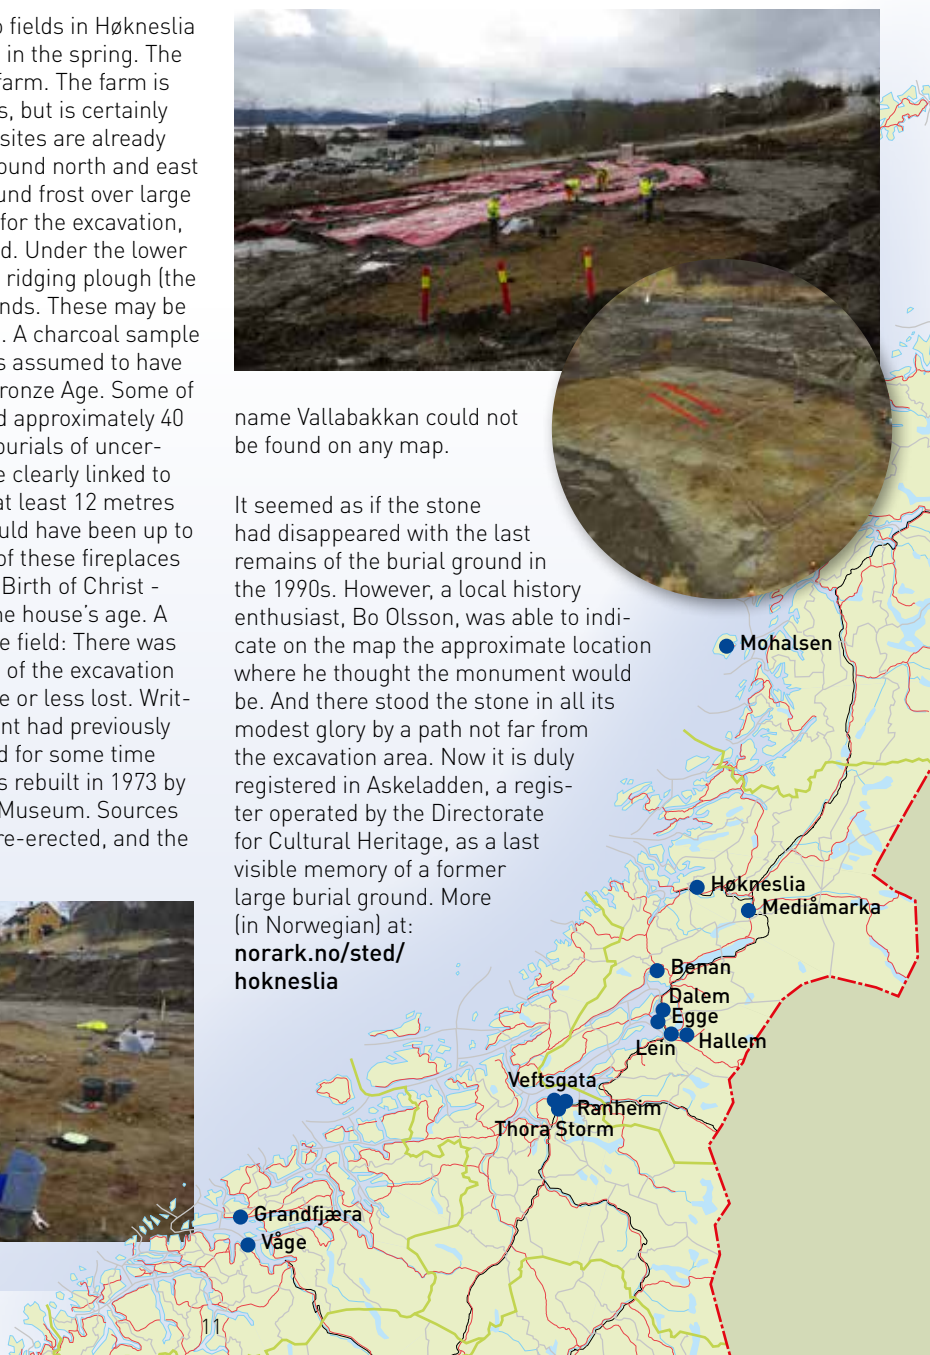 fields in Høkneslia
in the spring. The
farm. The farm is
s, but is certainly
sites are already
ound north and east
und frost over large
for the excavation,
d. Under the lower
ridging plough (the
nds. These may be
. A charcoal sample
s assumed to have
ronze Age. Some of
d approximately 40
burials of uncer-
e clearly linked to
at least 12 metres
uld have been up to
of these fireplaces
Birth of Christ -
he house's age. A
e field: There was
of the excavation
e or less lost. Writ-
nt had previously
d for some time
s rebuilt in 1973 by
Museum. Sources
re-erected, and the
name Vallabakkan could not
be found on any map.
It seemed as if the stone
had disappeared with the last
remains of the burial ground in
the 1990s. However, a local history
enthusiast, Bo Olsson, was able to indi-
cate on the map the approximate location
where he thought the monument would
be. And there stood the stone in all its
modest glory by a path not far from
the excavation area. Now it is duly
registered in Askeladden, a regis-
ter operated by the Directorate
for Cultural Heritage, as a last
visible memory of a former
large burial ground. More
(in Norwegian) at:
norark.no/sted/
hokneslia
Mohalsen
Høkneslia
Mediåmarka
Benan
Dalem
Egge
Lein
Hallem
Veftsgata
Ranheim
Thora Storm
Grandfjæra
Våge
11